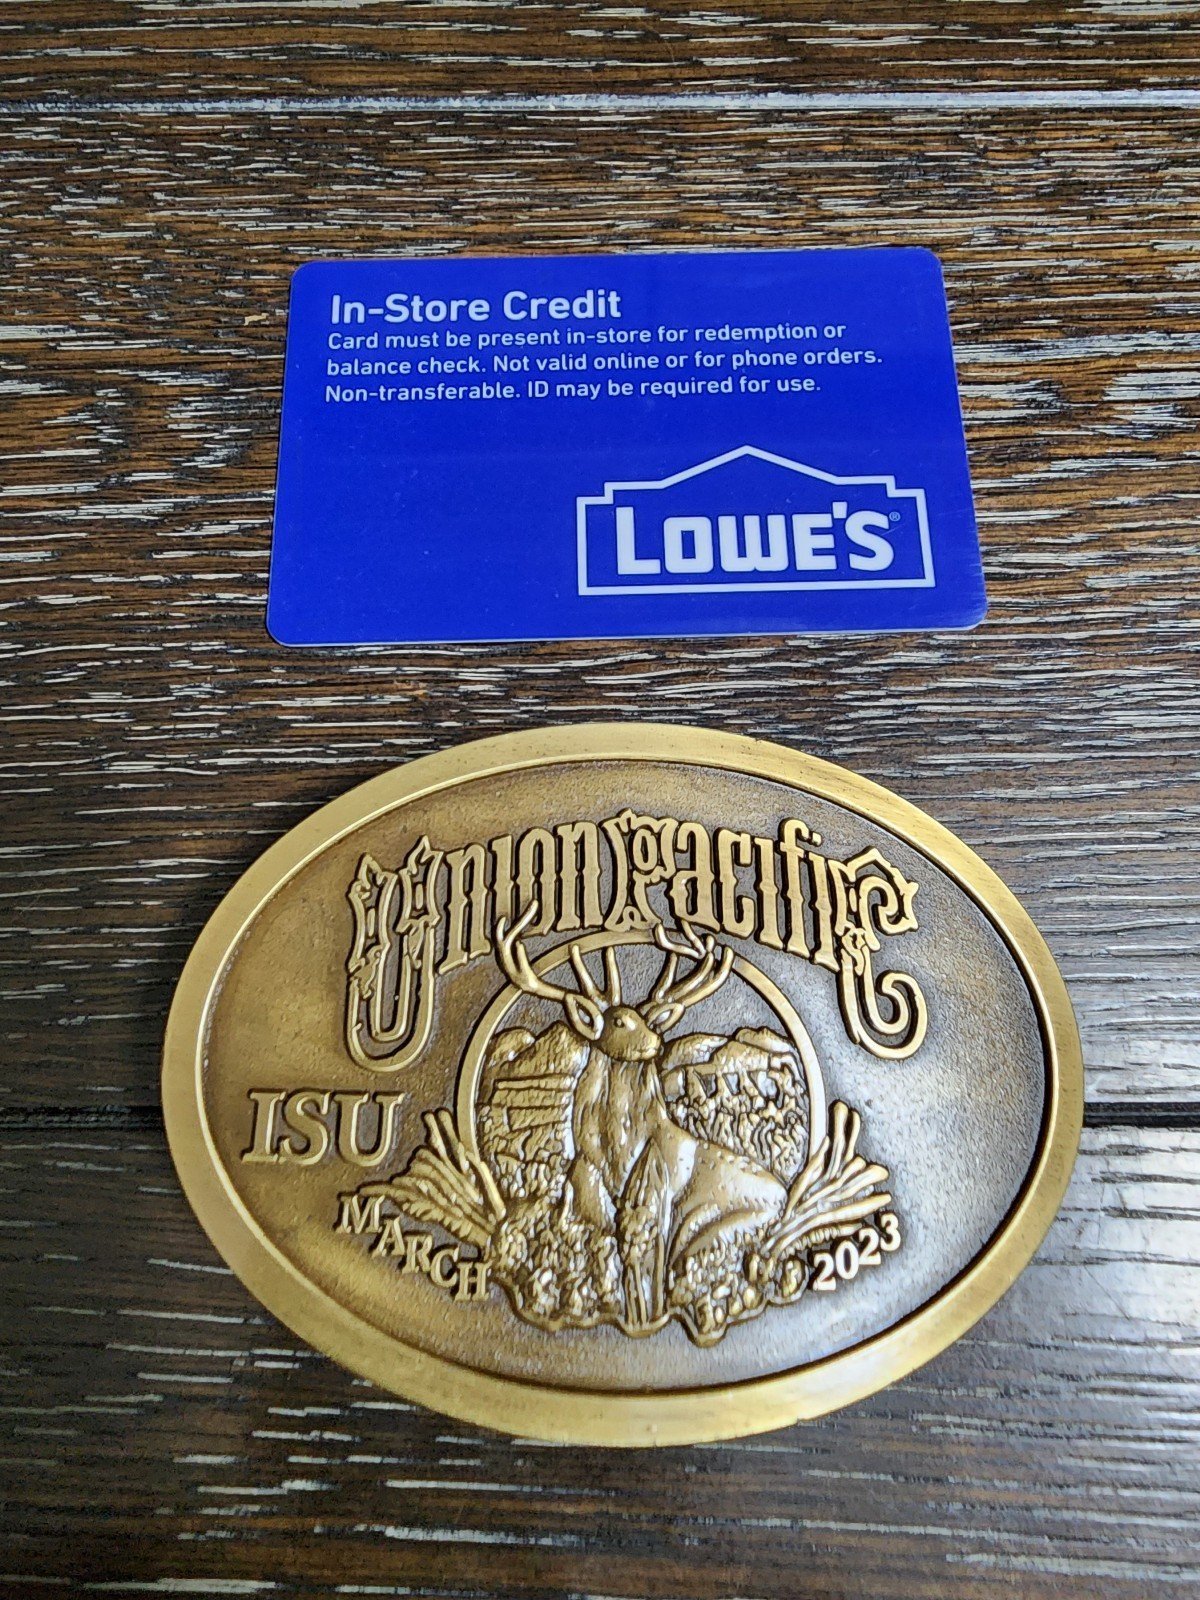 In-Store Credit
Card must be present in-store for redemption or
balance check. Not valid online or for phone orders.
Non-transferable. ID may be required for use.
LOWE'S®
Union Pacific
ISU
MARCH 2023